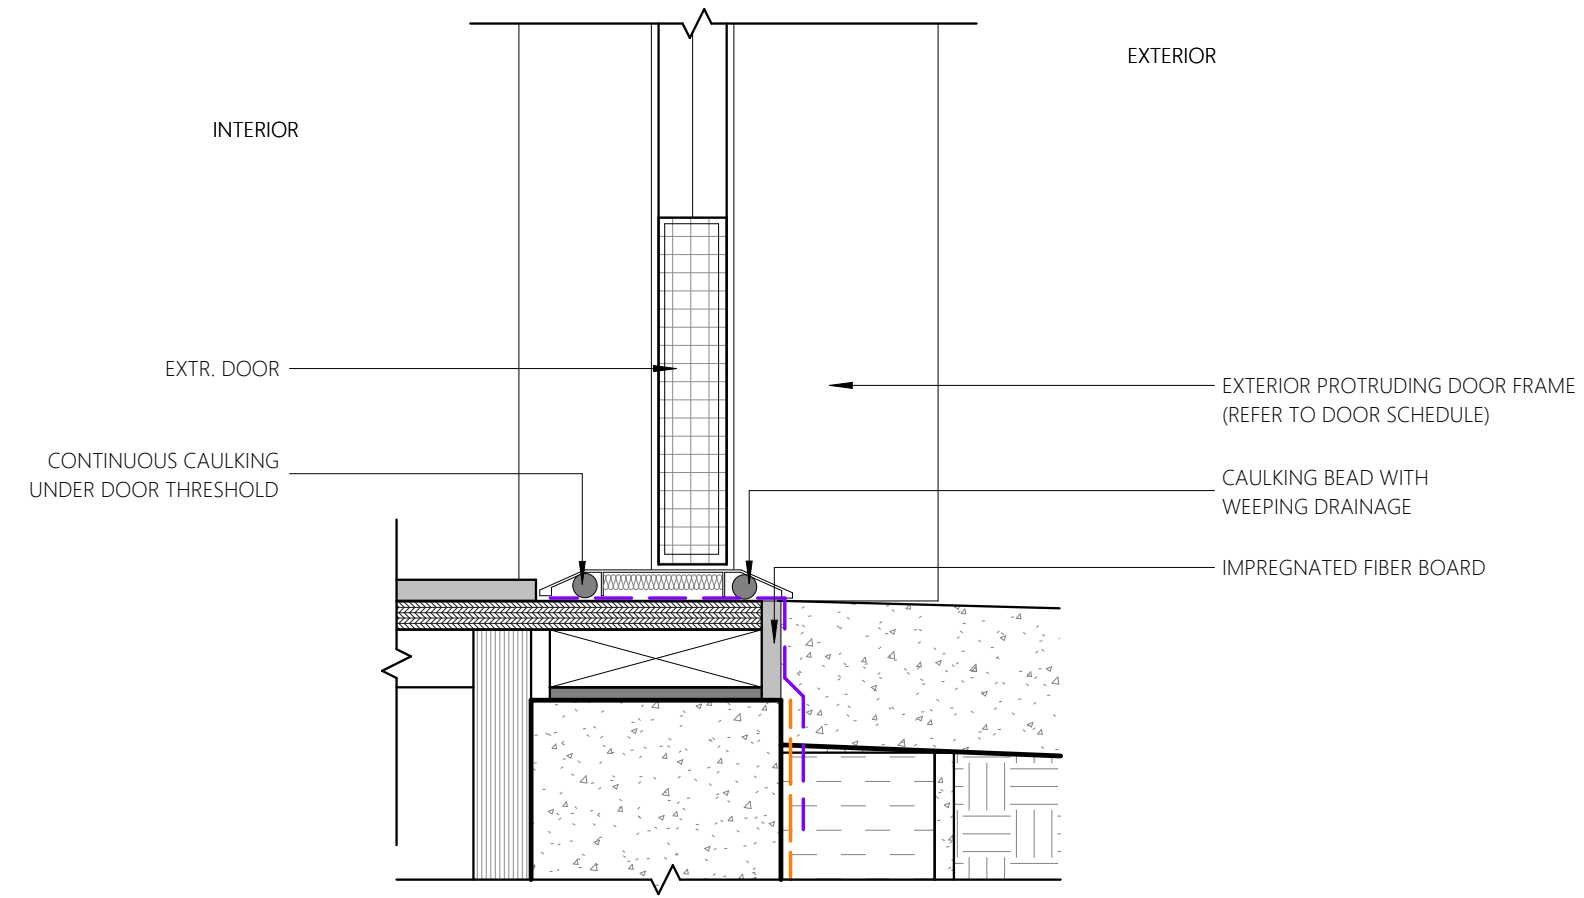 EXTERIOR
INTERIOR
EXTR. DOOR
CONTINUOUS CAULKING
UNDER DOOR THRESHOLD
EXTERIOR PROTRUDING DOOR FRAME
(REFER TO DOOR SCHEDULE)
CAULKING BEAD WITH
WEEPING DRAINAGE
IMPREGNATED FIBER BOARD